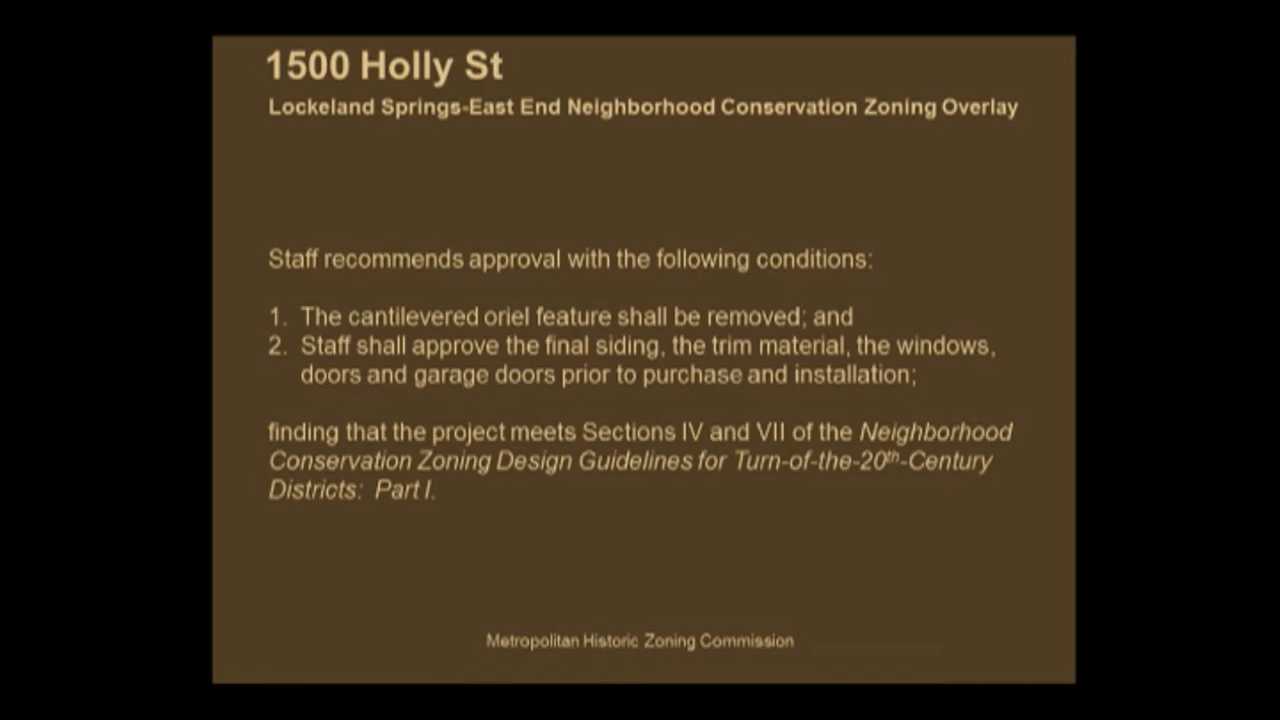 1500 Holly St
Lockeland Springs-East End Neighborhood Conservation Zoning Overlay
Staff recommends approval with the following conditions:
1. The cantilevered oriel feature shall be removed; and
2. Staff shall approve the final siding, the trim material, the windows,
doors and garage doors prior to purchase and installation;
finding that the project meets Sections IV and VII of the Neighborhood
Conservation Zoning Design Guidelines for Turn-of-the-20th-Century
Districts: Part I.
Metropolitan Historic Zoning Commission